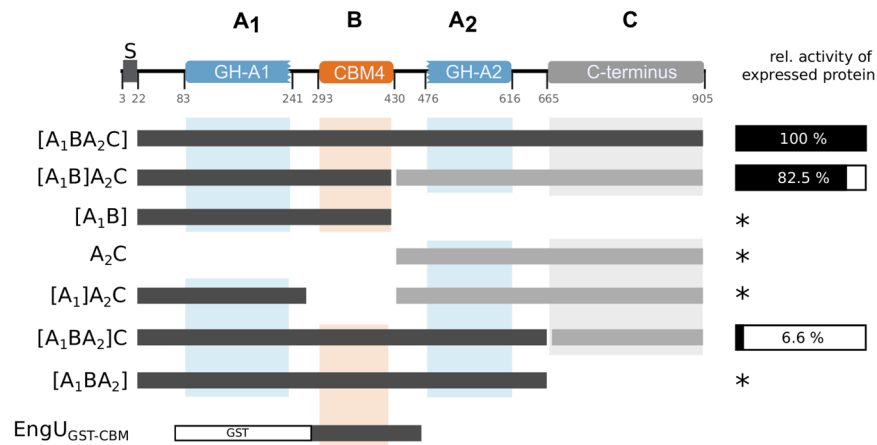 A₁ B A₂ C
S GH-A1 CBM4 GH-A2 C-terminus
rel. activity of
expressed protein
3 22 83 241 293 430 476 616 665 905
[A₁BA₂C] 100 %
[A₁B]A₂C 82.5 %
[A₁B] *
A₂C *
[A₁]A₂C *
[A₁BA₂]C 6.6 %
[A₁BA₂] *
EngU_GST-CBM GST